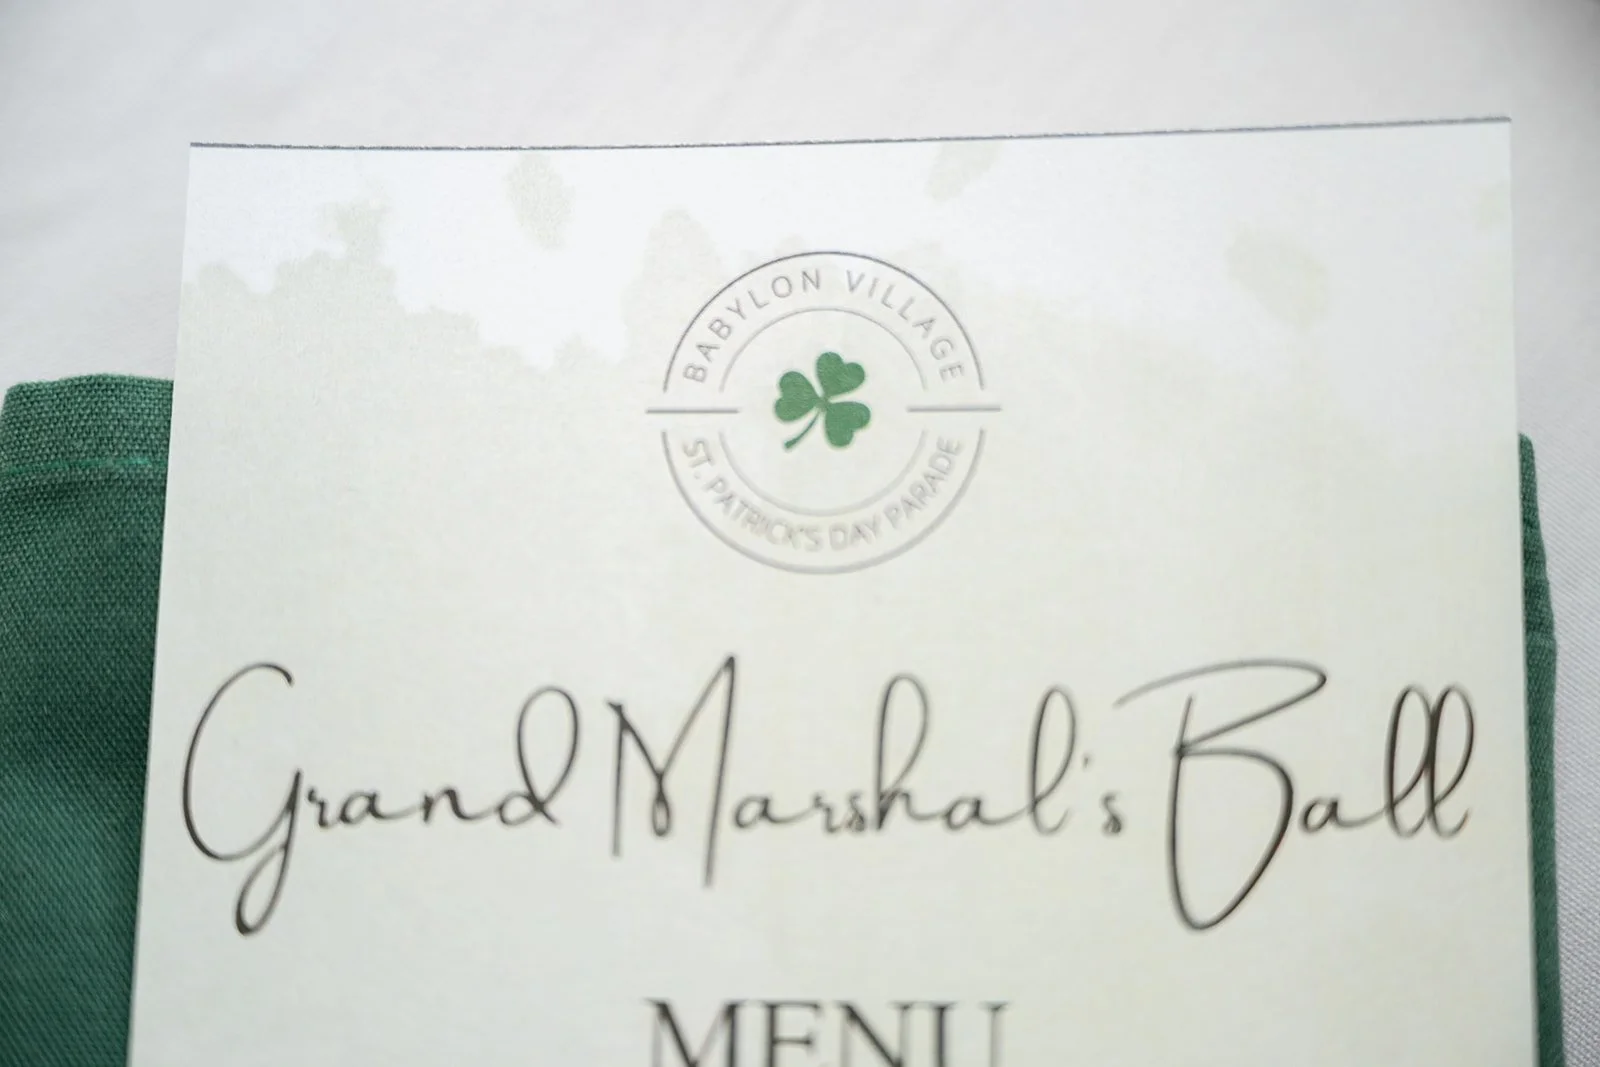 BABYLON VILLAGE
ST. PATRICK'S DAY PARADE
Grand Marshal's Ball
MENU